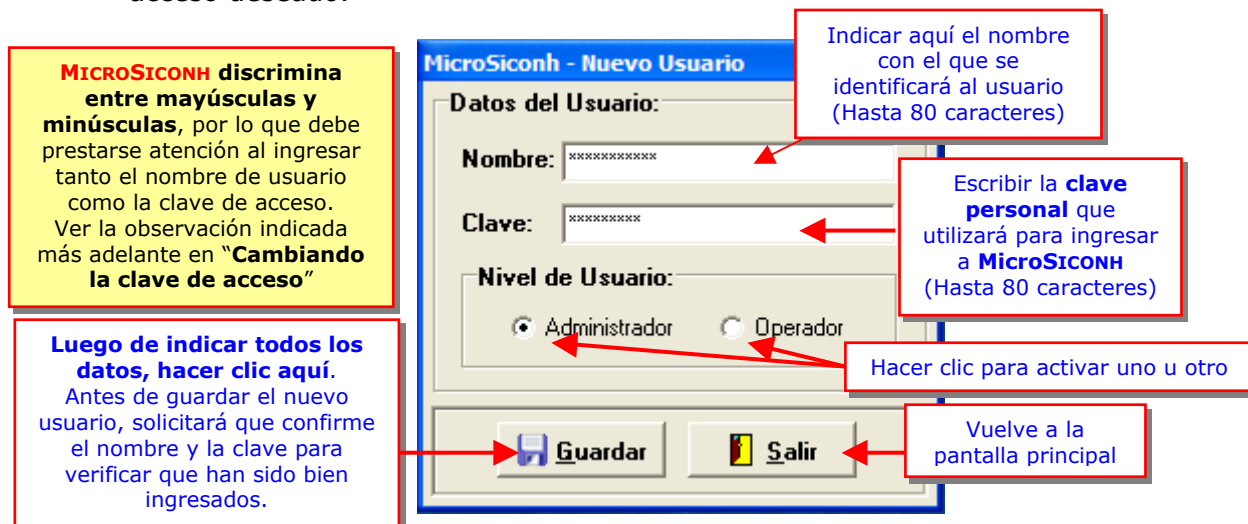 acceso deseado.
MICROSICONH discrimina
entre mayúsculas y
minúsculas, por lo que debe
prestarse atención al ingresar
tanto el nombre de usuario
como la clave de acceso.
Ver la observación indicada
más adelante en “Cambiando
la clave de acceso”
Luego de indicar todos los
datos, hacer clic aquí.
Antes de guardar el nuevo
usuario, solicitará que confirme
el nombre y la clave para
verificar que han sido bien
ingresados.
MicroSiconh - Nuevo Usuario
Datos del Usuario:
Nombre: ***********
Clave: *********
Nivel de Usuario:
Administrador Operador
Guardar Salir
Indicar aquí el nombre
con el que se
identificará al usuario
(Hasta 80 caracteres)
Escribir la clave
personal que
utilizará para ingresar
a MicroSICONH
(Hasta 80 caracteres)
Hacer clic para activar uno u otro
Vuelve a la
pantalla principal